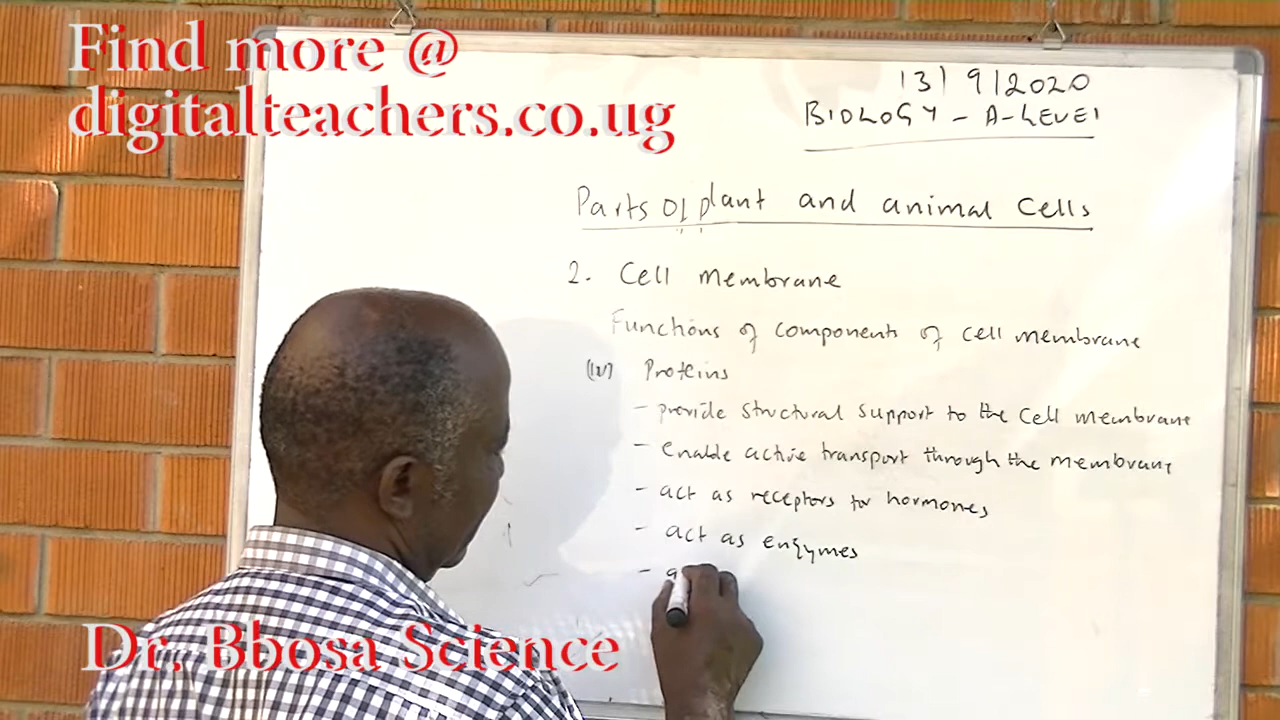 Find more @
digitalteachers.co.ug
13/9/2020
BIOLOGY - A-LEVEL
Parts of plant and animal Cells
2. Cell membrane
Functions of components of cell membrane
(iv) Proteins
- provide structural support to the cell membrane
- enable active transport through the membrane
- act as receptors for hormones
- act as enzymes
- a
Dr. Bbosa Science